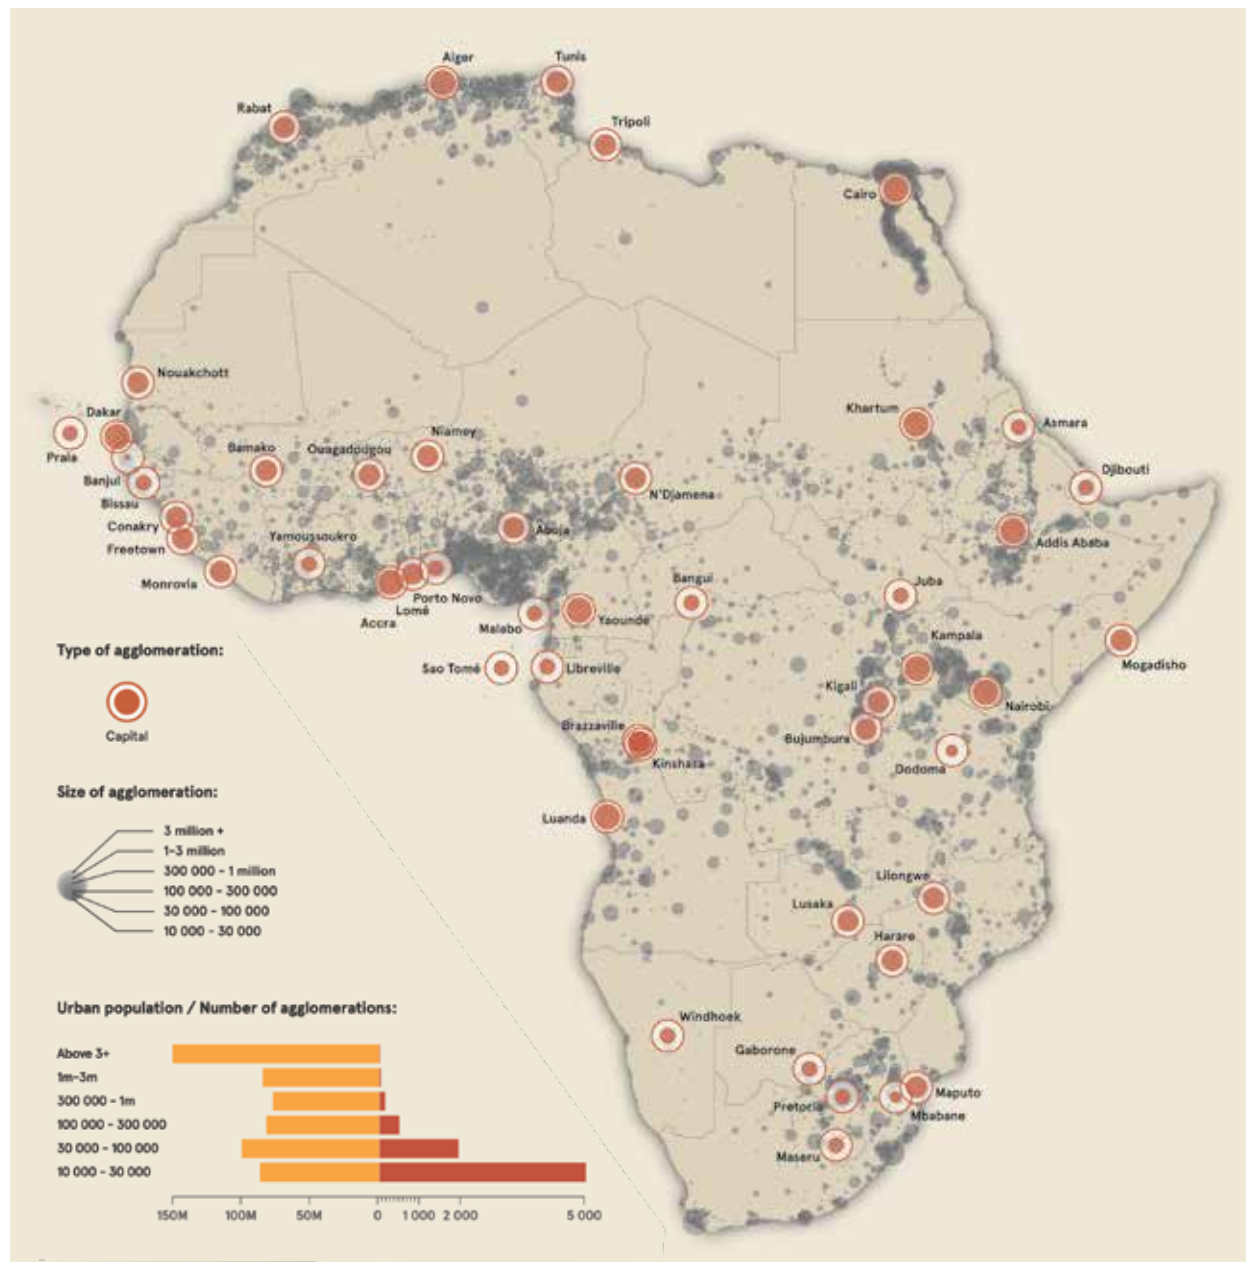 Alger
Tunis
Rabat
Tripoli
Cairo
Nouakchott
Dakar
Praia
Banjul
Bissau
Conakry
Freetown
Monrovia
Bamako
Ouagadodgou
Niamey
Yamoussoukro
Abuja
N'Djamena
Khartum
Asmara
Djibouti
Addis Ababa
Porto Novo
Lomé
Accra
Malabo
Yaounde
Bangui
Juba
Kampala
Mogadisho
Sao Tomé
Libreville
Kigali
Nairobi
Brazzaville
Kinshasa
Bujumbura
Dodoma
Luanda
Lilongwe
Lusaka
Harare
Windhoek
Gaborone
Pretoria
Maputo
Mbabane
Maseru
Type of agglomeration:
Capital
Size of agglomeration:
3 million +
1-3 million
300 000 - 1 million
100 000 - 300 000
30 000 - 100 000
10 000 - 30 000
Urban population / Number of agglomerations:
Above 3+
1m-3m
300 000 - 1m
100 000 - 300 000
30 000 - 100 000
10 000 - 30 000
150M 100M 50M 0 1 000 2 000 5 000